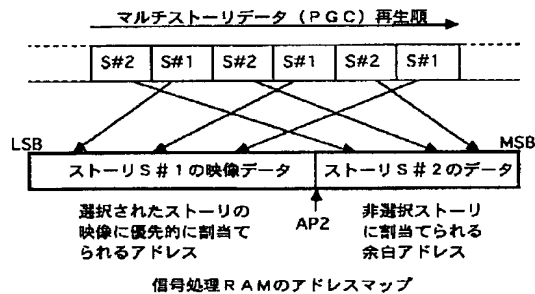 マルチストーリデータ(PGC)再生順
S#2 S#1 S#2 S#1 S#2 S#1
LSB MSB
ストーリS#1の映像データ ストーリS#2のデータ
選択されたストーリの
映像に優先的に割当て
られるアドレス
AP2
非選択ストーリ
に割当てられる
余白アドレス
信号処理RAMのアドレスマップ